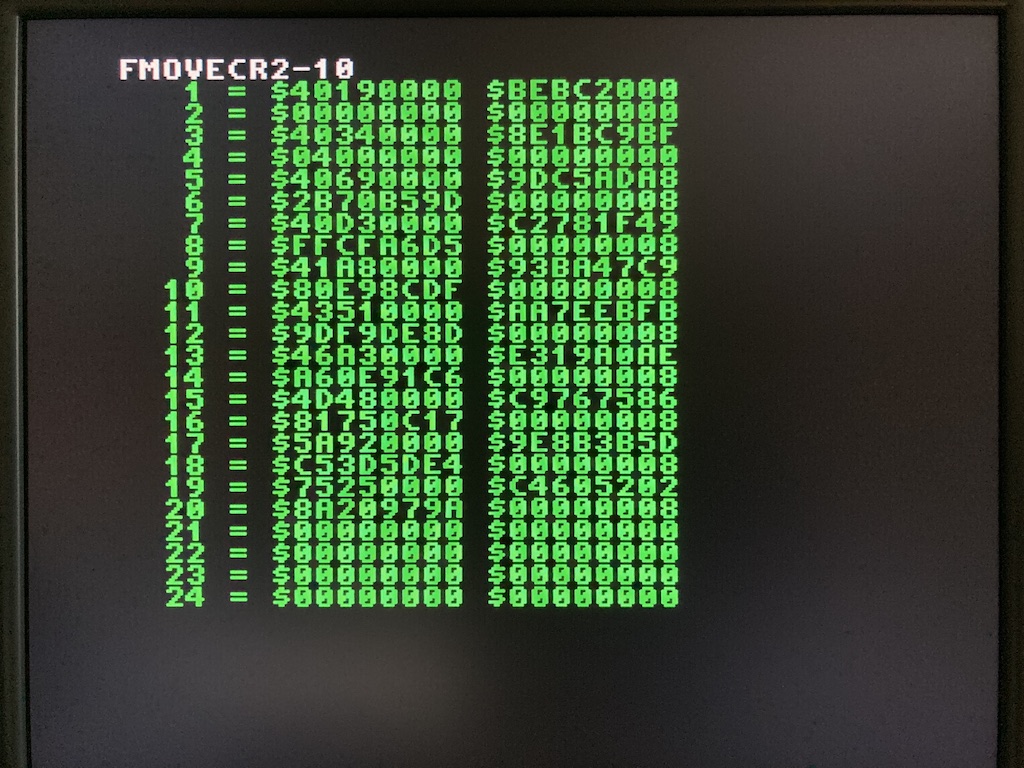 FMOVECR2-10
1 = $40190000 $BEBC2000
2 = $00000000 $00000000
3 = $40340000 $8E1BC9BF
4 = $04000000 $00000000
5 = $40690000 $9DC5ADA8
6 = $2B70B59D $00000008
7 = $40D30000 $C2781F49
8 = $FFCFA6D5 $00000008
9 = $41A80000 $93BA47C9
10 = $80E98CDF $00000008
11 = $43510000 $AA7EEBFB
12 = $9DF9DE8D $00000008
13 = $46A30000 $E319A0AE
14 = $A60E91C6 $00000008
15 = $4D480000 $C9767586
16 = $81750C17 $00000008
17 = $5A920000 $9E8B3B5D
18 = $C53D5DE4 $00000008
19 = $75250000 $C4605202
20 = $8A20979A $00000008
21 = $00000000 $00000000
22 = $00000000 $00000000
23 = $00000000 $00000000
24 = $00000000 $00000000